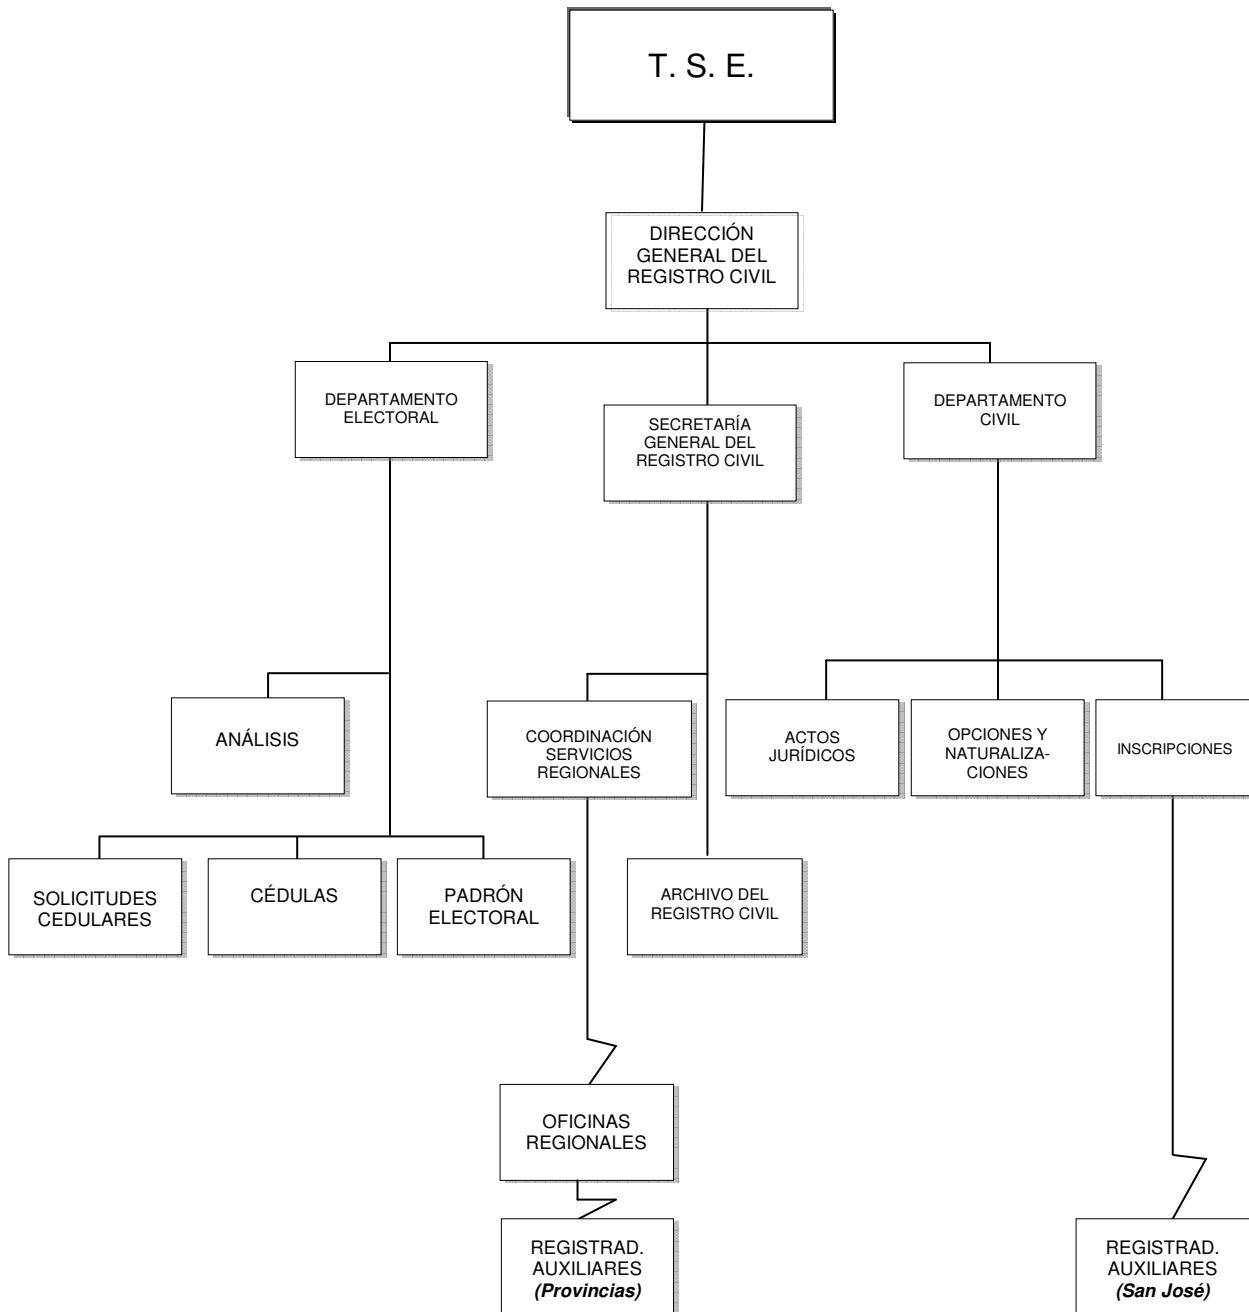 T. S. E.
DIRECCIÓN
GENERAL DEL
REGISTRO CIVIL
DEPARTAMENTO
ELECTORAL
SECRETARÍA
GENERAL DEL
REGISTRO CIVIL
DEPARTAMENTO
CIVIL
ANÁLISIS
COORDINACIÓN
SERVICIOS
REGIONALES
ACTOS
JURÍDICOS
OPCIONES Y
NATURALIZA-
CIONES
INSCRIPCIONES
SOLICITUDES
CEDULARES
CÉDULAS
PADRÓN
ELECTORAL
ARCHIVO DEL
REGISTRO CIVIL
OFICINAS
REGIONALES
REGISTRAD.
AUXILIARES
(Provincias)
REGISTRAD.
AUXILIARES
(San José)